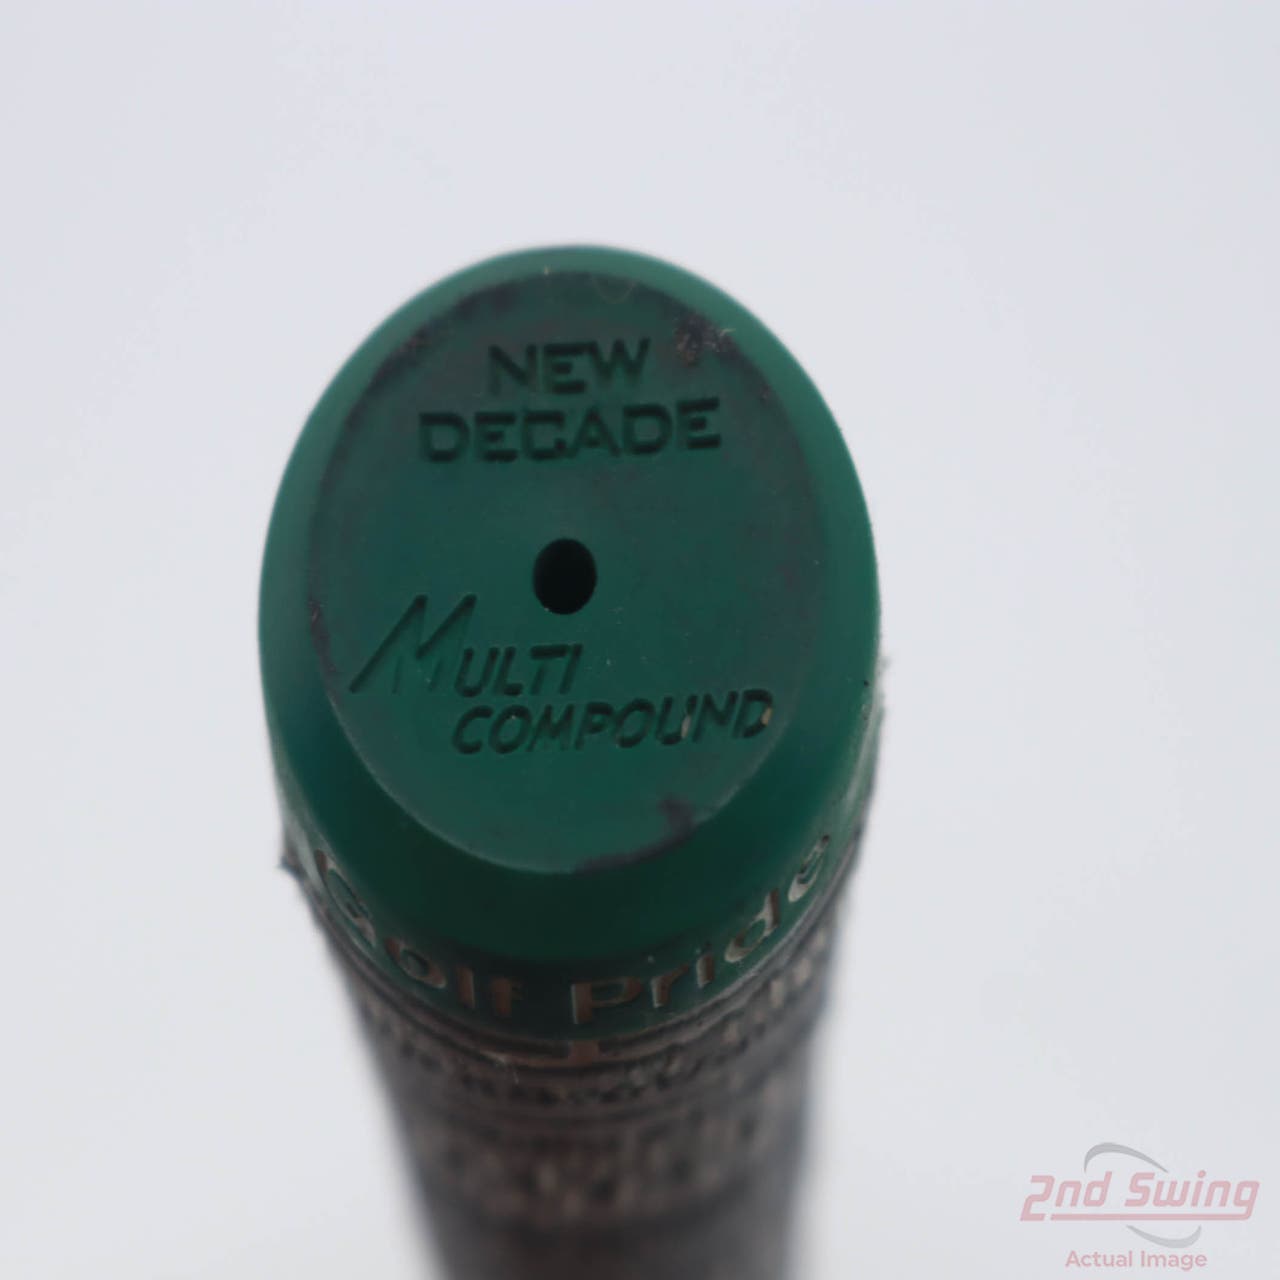 NEW
DECADE
MULTI
COMPOUND
Golf Pride
2nd Swing
Actual Image